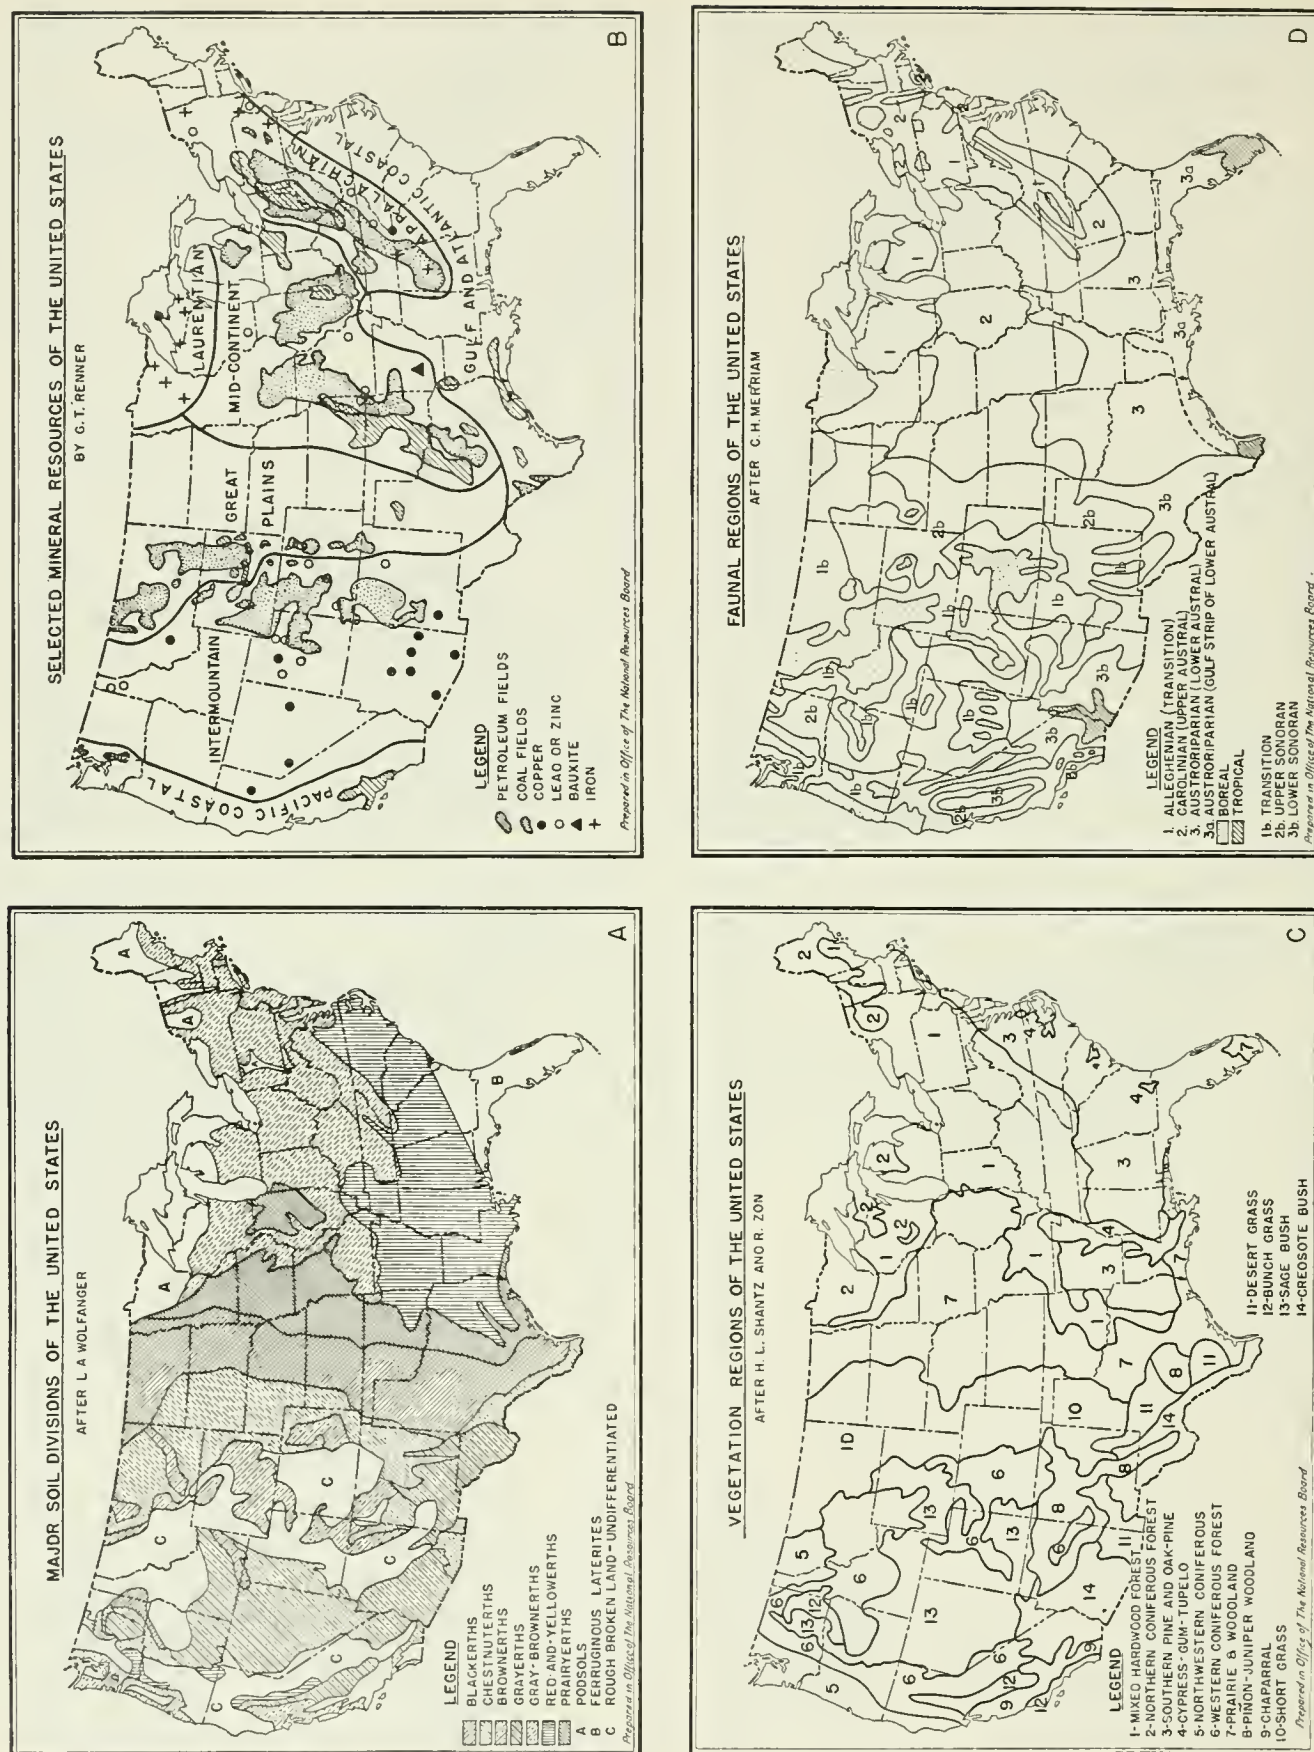 MAJOR SOIL DIVISIONS OF THE UNITED STATES
AFTER L A WOLFANGER
A
A
A
B
C
C
C
C
C
LEGEND
BLACKERTHS
CHESTNUTERTHS
BROWNERTHS
GRAYERTHS
GRAY-BROWNERTHS
RED-AND-YELLOWERTHS
PRAIRYERTHS
A PODSOLS
B FERRUGINOUS LATERITES
C ROUGH BROKEN LAND-UNDIFFERENTIATED
Prepared in Office of The National Resources Board
A
SELECTED MINERAL RESOURCES OF THE UNITED STATES
BY G.T. RENNER
LAURENTIAN
MID-CONTINENT
GREAT
PLAINS
INTERMOUNTAIN
PACIFIC COASTAL
APPALACHIAN
GULF AND ATLANTIC COASTAL
LEGEND
PETROLEUM FIELDS
COAL FIELDS
COPPER
LEAD OR ZINC
BAUXITE
IRON
Prepared in Office of The National Resources Board
B
VEGETATION REGIONS OF THE UNITED STATES
AFTER H. L. SHANTZ AND R. ZON
LEGEND
1-MIXED HARDWOOD FOREST
2-NORTHERN CONIFEROUS FOREST
3-SOUTHERN PINE AND OAK-PINE
4-CYPRESS-GUM-TUPELO
5-NORTHWESTERN CONIFEROUS
6-WESTERN CONIFEROUS FOREST
7-PRAIRIE & WOODLAND
8-PIÑON-JUNIPER WOODLAND
9-CHAPARRAL
10-SHORT GRASS
11-DESERT GRASS
12-BUNCH GRASS
13-SAGE BUSH
14-CREOSOTE BUSH
Prepared in Office of The National Resources Board
C
FAUNAL REGIONS OF THE UNITED STATES
AFTER C.H. MERRIAM
LEGEND
1. ALLEGHENIAN (TRANSITION)
2. CAROLINIAN (UPPER AUSTRAL)
3. AUSTRORIPARIAN (LOWER AUSTRAL)
3a. AUSTRORIPARIAN (GULF STRIP OF LOWER AUSTRAL)
BOREAL
TROPICAL
1b. TRANSITION
2b. UPPER SONORAN
3b. LOWER SONORAN
Prepared in Office of The National Resources Board
D